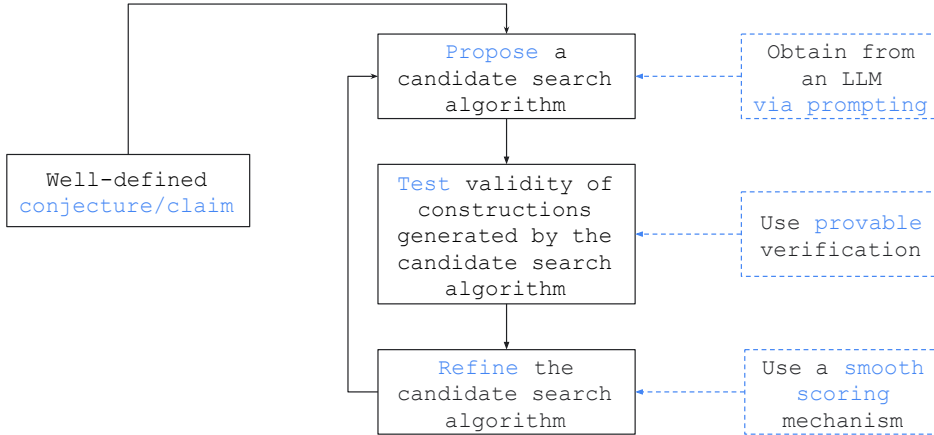 Propose a
candidate search
algorithm
Obtain from
an LLM
via prompting
Well-defined
conjecture/claim
Test validity of
constructions
generated by the
candidate search
algorithm
Use provable
verification
Refine the
candidate search
algorithm
Use a smooth
scoring
mechanism